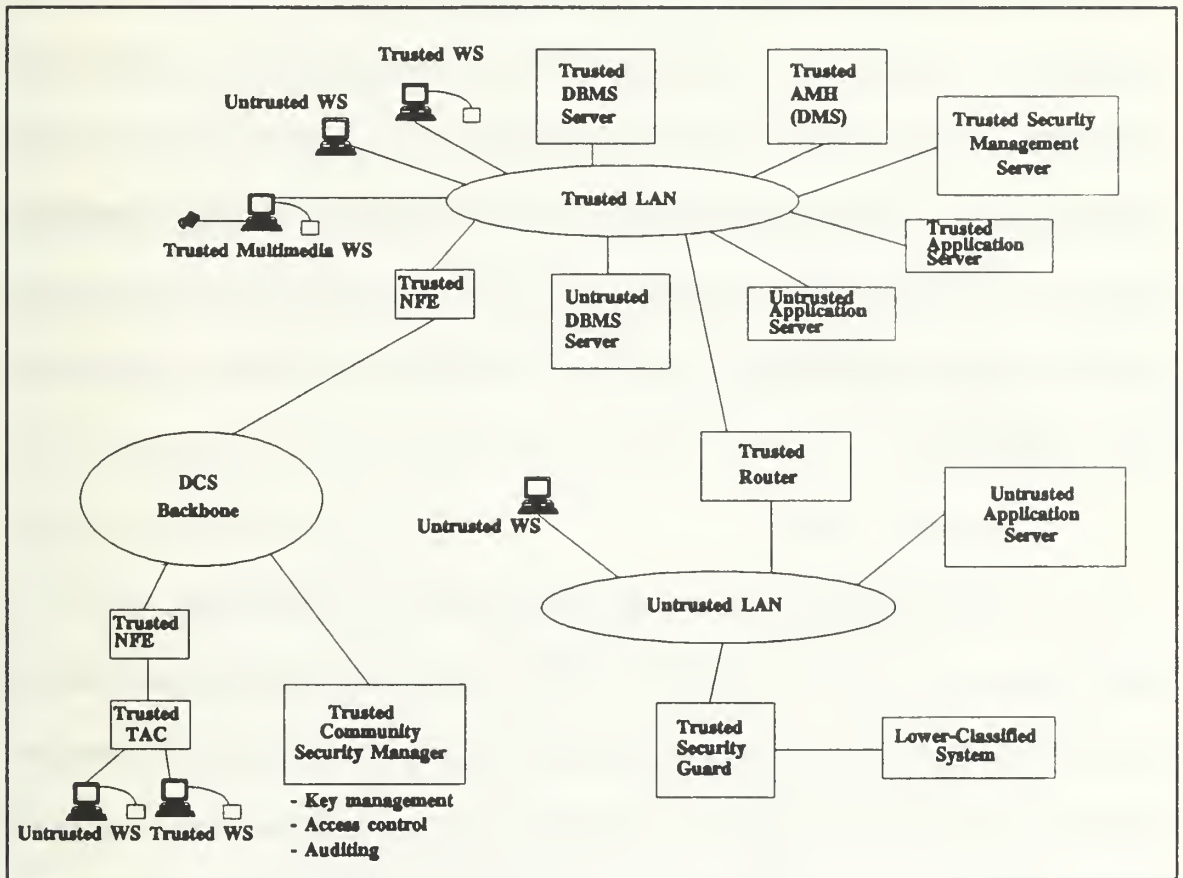 Trusted WS
Untrusted WS
Trusted
DBMS
Server
Trusted
AMH
(DMS)
Trusted Security
Management
Server
Trusted LAN
Trusted Multimedia WS
Trusted
NFE
Untrusted
DBMS
Server
Untrusted
Application
Server
Trusted
Application
Server
DCS
Backbone
Trusted
Router
Untrusted WS
Untrusted
Application
Server
Untrusted LAN
Trusted
NFE
Trusted
TAC
Untrusted WS Trusted WS
Trusted
Community
Security Manager
- Key management
- Access control
- Auditing
Trusted
Security
Guard
Lower-Classified
System